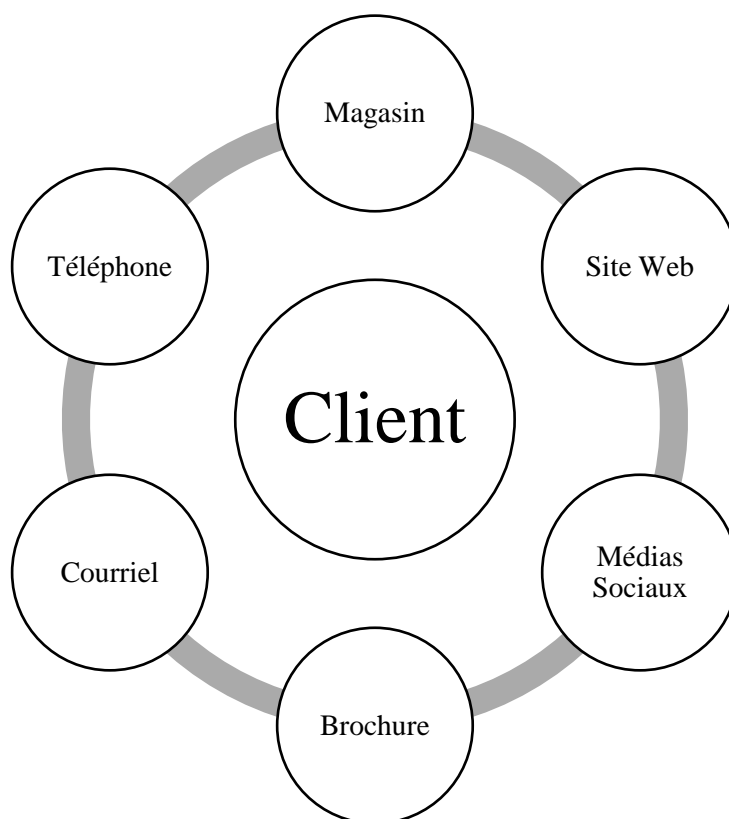 Magasin
Téléphone
Site Web
Client
Courriel
Médias
Sociaux
Brochure